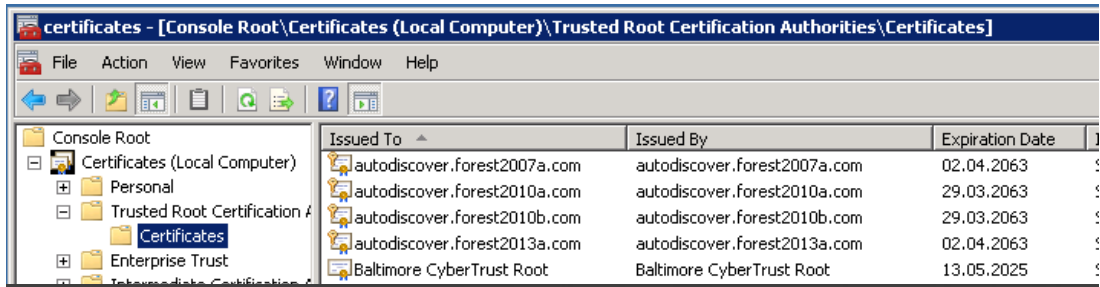 certificates - [Console Root\Certificates (Local Computer)\Trusted Root Certification Authorities\Certificates]
File Action View Favorites Window Help
Console Root
Certificates (Local Computer)
Personal
Trusted Root Certification
Certificates
Enterprise Trust
Intermediate Certification
Issued To Issued By Expiration Date
autodiscover.forest2007a.com autodiscover.forest2007a.com 02.04.2063
autodiscover.forest2010a.com autodiscover.forest2010a.com 29.03.2063
autodiscover.forest2010b.com autodiscover.forest2010b.com 29.03.2063
autodiscover.forest2013a.com autodiscover.forest2013a.com 02.04.2063
Baltimore CyberTrust Root Baltimore CyberTrust Root 13.05.2025